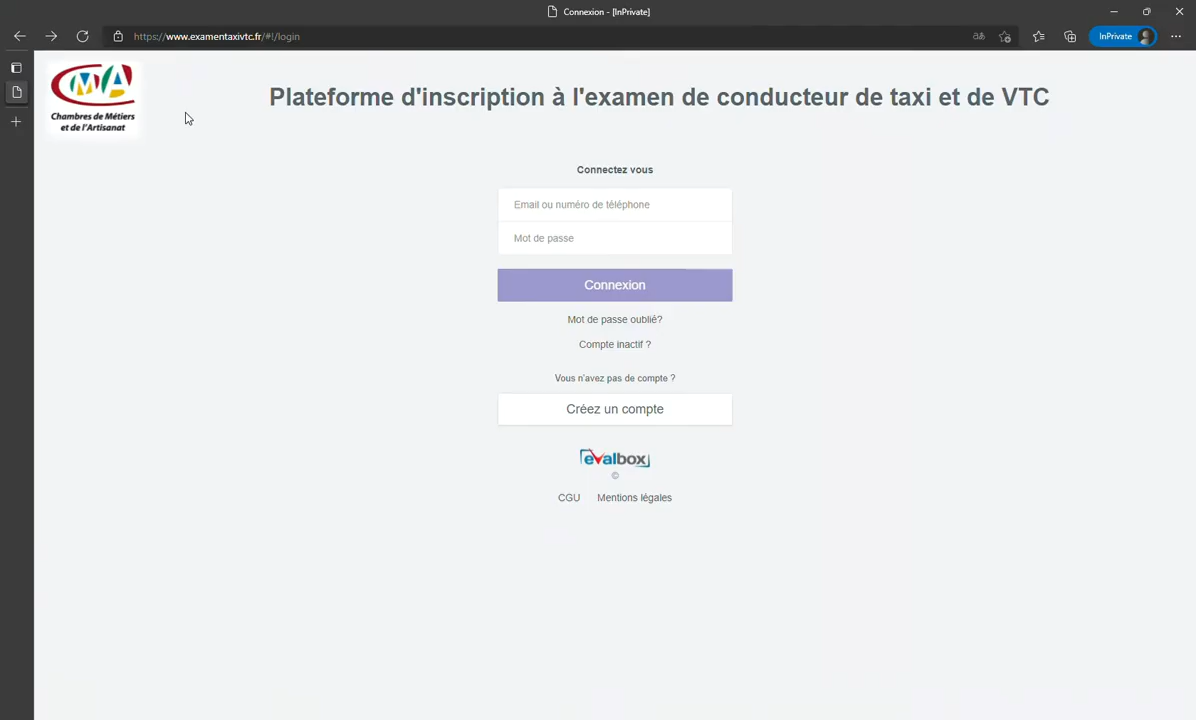 Connexion - [InPrivate]
https://www.examentaxivtc.fr/#!/login
InPrivate
CMA
Chambres de Métiers
et de l'Artisanat
Plateforme d'inscription à l'examen de conducteur de taxi et de VTC
Connectez vous
Email ou numéro de téléphone
Mot de passe
Connexion
Mot de passe oublié?
Compte inactif ?
Vous n'avez pas de compte ?
Créez un compte
evalbox
©
CGU Mentions légales